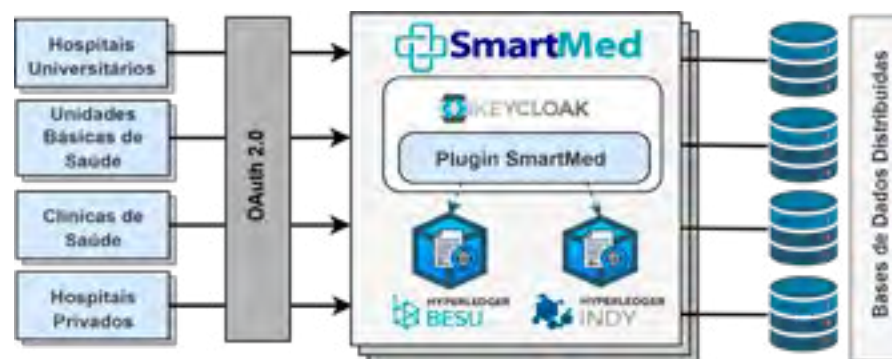 Hospitais
Universitários
Unidades
Básicas de
Saúde
Clínicas de
Saúde
Hospitais
Privados
OAuth 2.0
SmartMed
KEYCLOAK
Plugin SmartMed
HYPERLEDGER
BESU
HYPERLEDGER
INDY
Bases de Dados Distribuídas